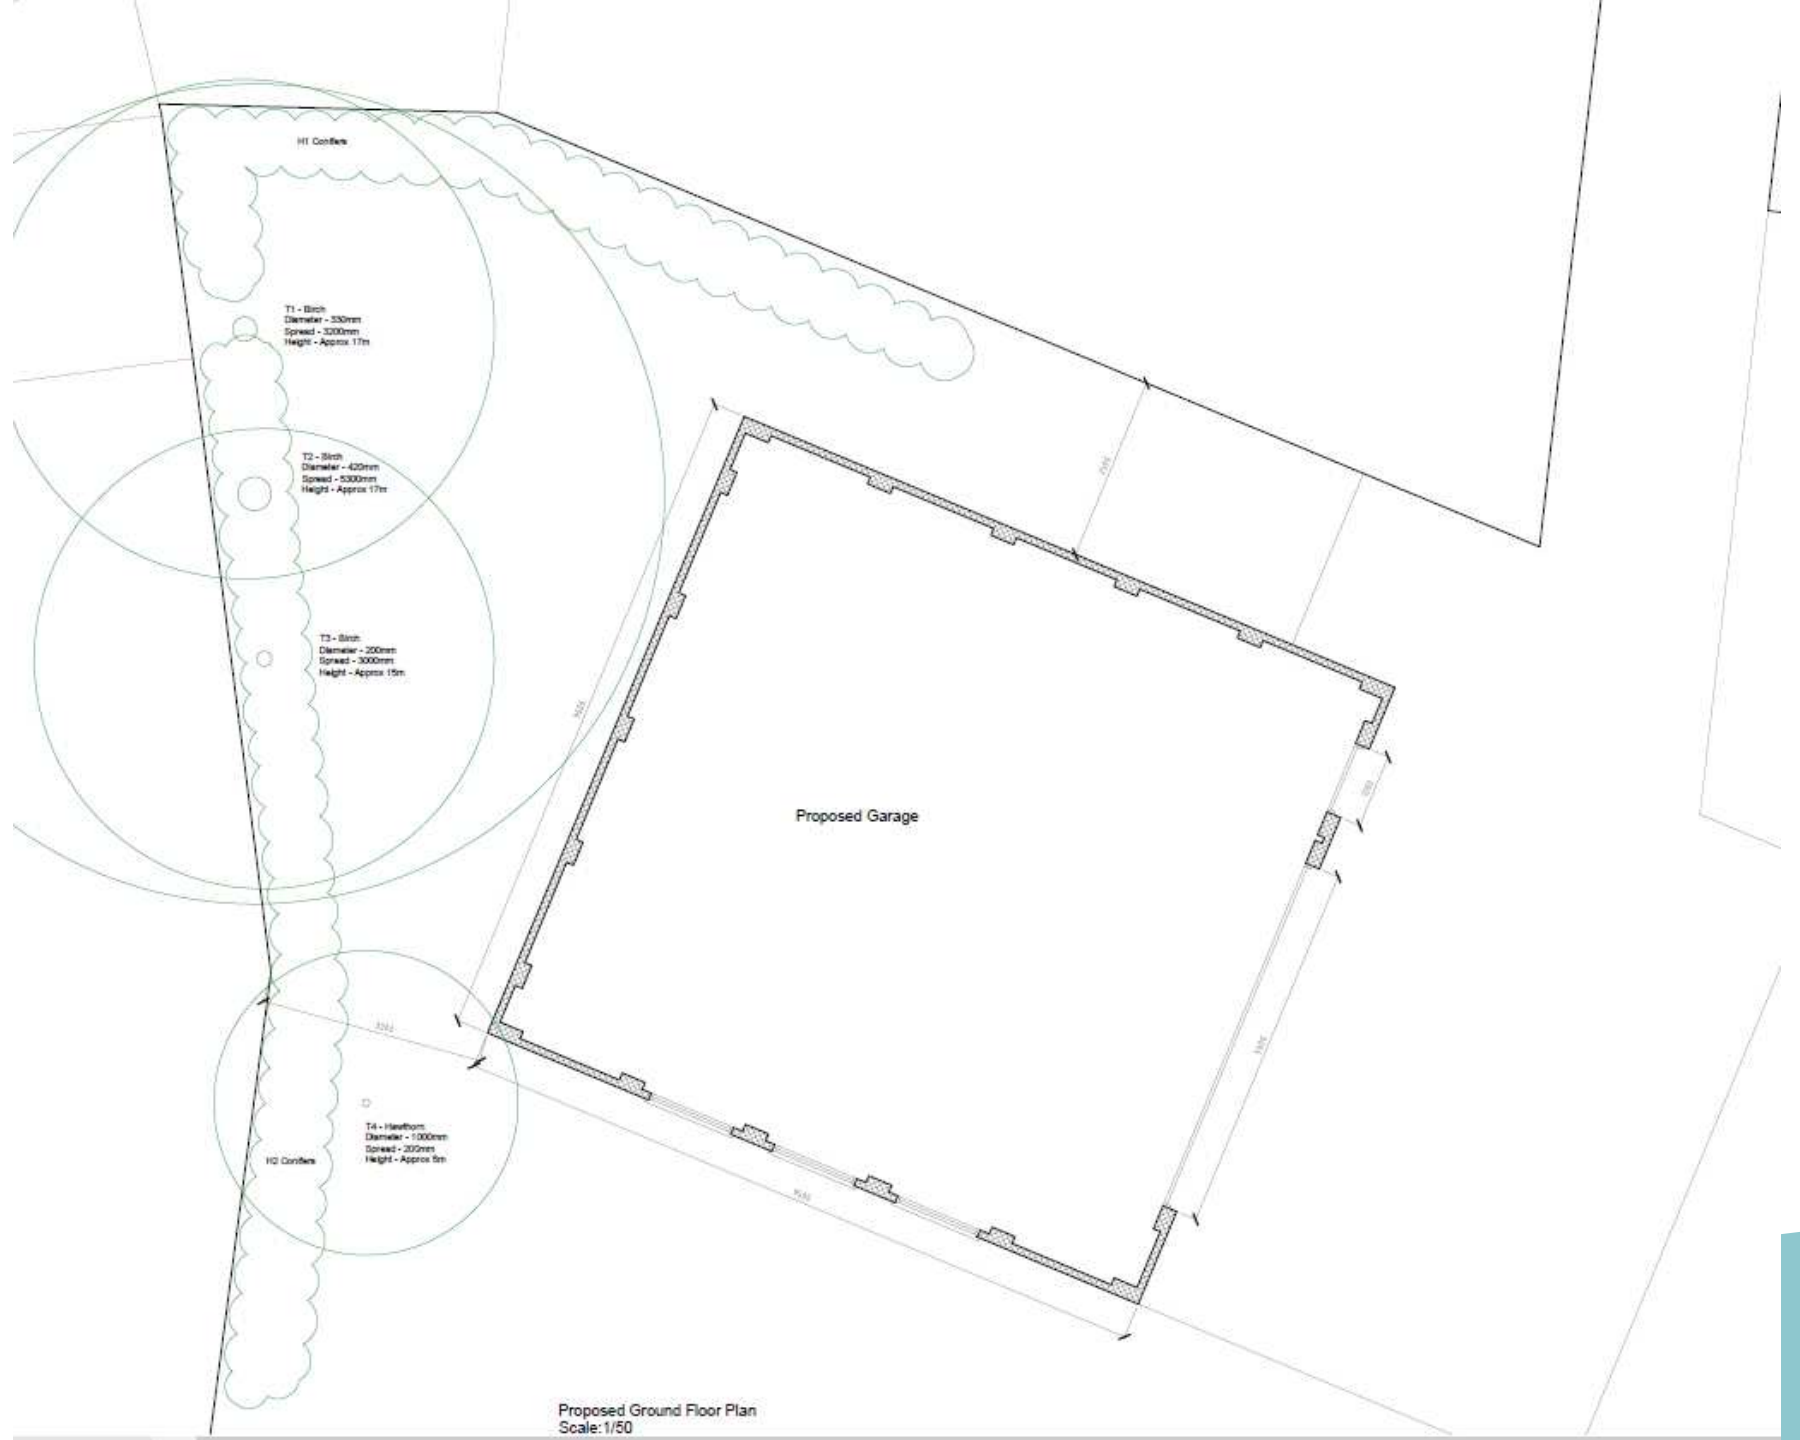 H1 Conifers
T1 - Birch
Diameter - 330mm
Spread - 3200mm
Height - Approx 17m
T2 - Birch
Diameter - 420mm
Spread - 5300mm
Height - Approx 17m
T3 - Birch
Diameter - 200mm
Spread - 3000mm
Height - Approx 15m
Proposed Garage
T4 - Hawthorn
Diameter - 1000mm
Spread - 200mm
Height - Approx 5m
H2 Conifers
Proposed Ground Floor Plan
Scale:1/50